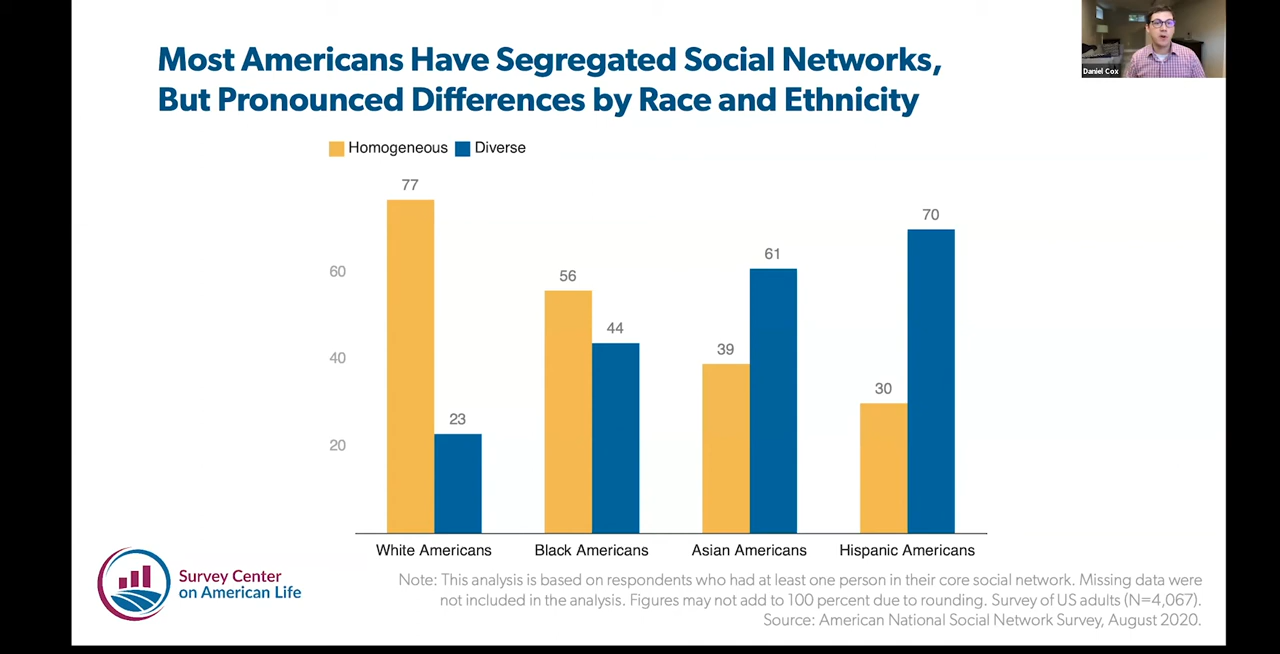 Most Americans Have Segregated Social Networks,
But Pronounced Differences by Race and Ethnicity
Daniel Cox
Homogeneous Diverse
77
70
61
60
56
44
40
39
30
23
20
White Americans Black Americans Asian Americans Hispanic Americans
Survey Center
on American Life
Note: This analysis is based on respondents who had at least one person in their core social network. Missing data were
not included in the analysis. Figures may not add to 100 percent due to rounding. Survey of US adults (N=4,067).
Source: American National Social Network Survey, August 2020.